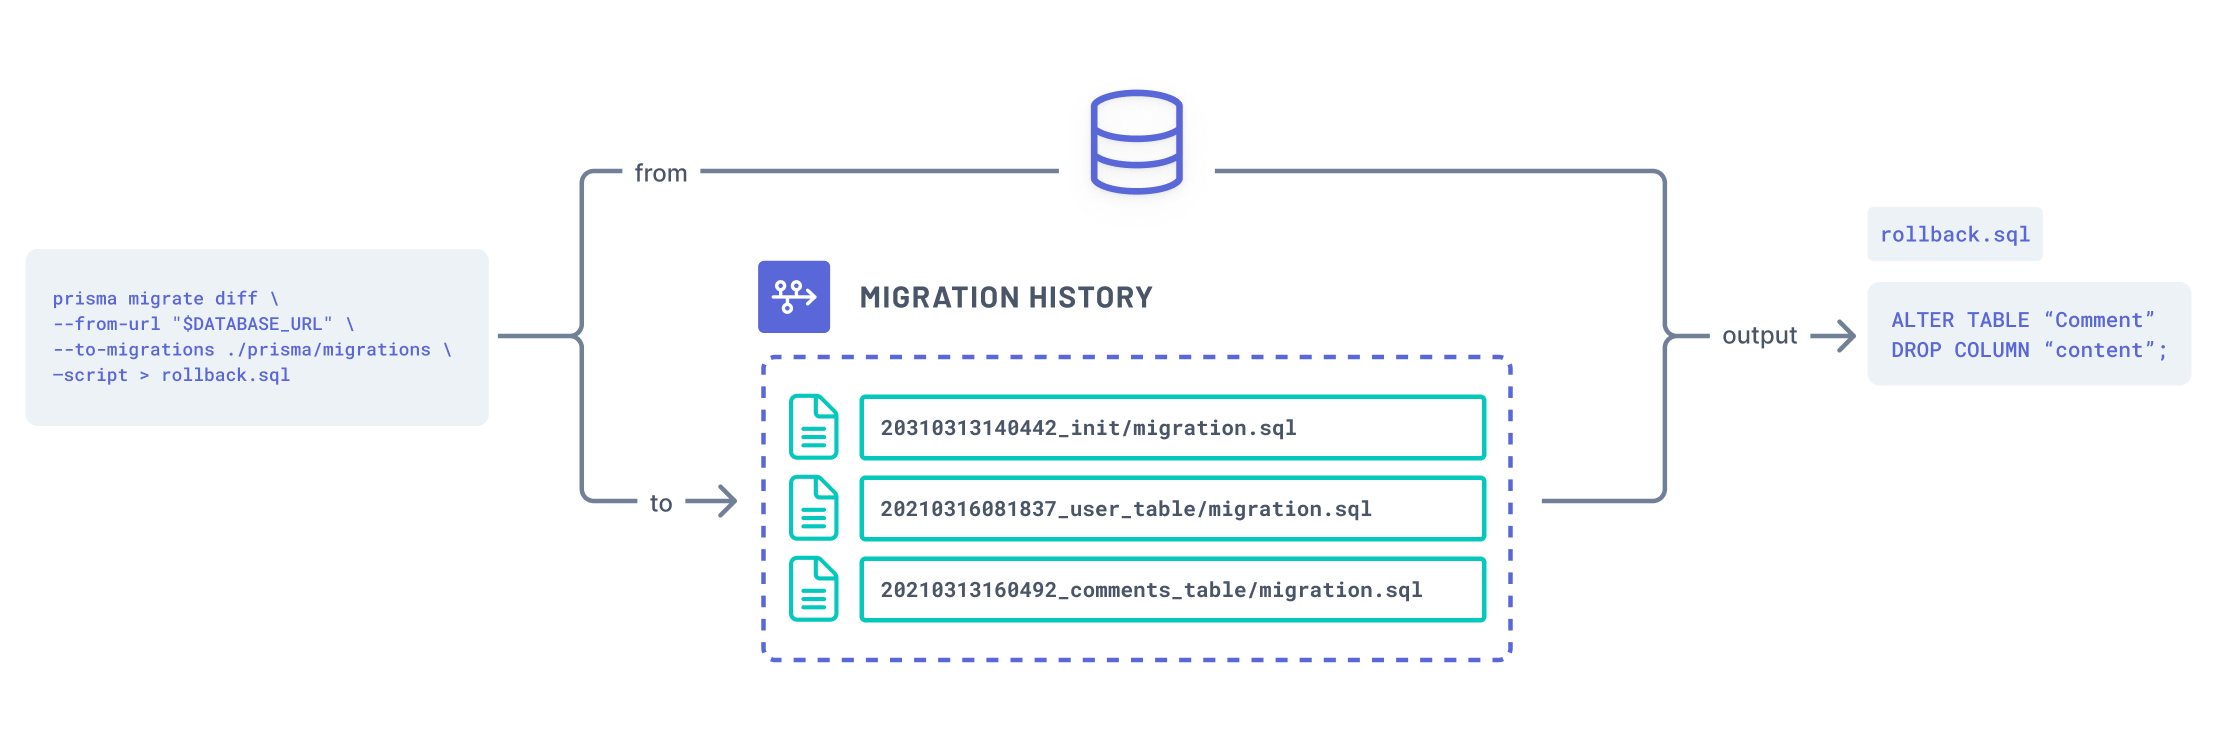 prisma migrate diff \
--from-url "$DATABASE_URL" \
--to-migrations ./prisma/migrations \
–script > rollback.sql
from
to
MIGRATION HISTORY
20310313140442_init/migration.sql
20210316081837_user_table/migration.sql
20210313160492_comments_table/migration.sql
output
rollback.sql
ALTER TABLE “Comment”
DROP COLUMN “content”;